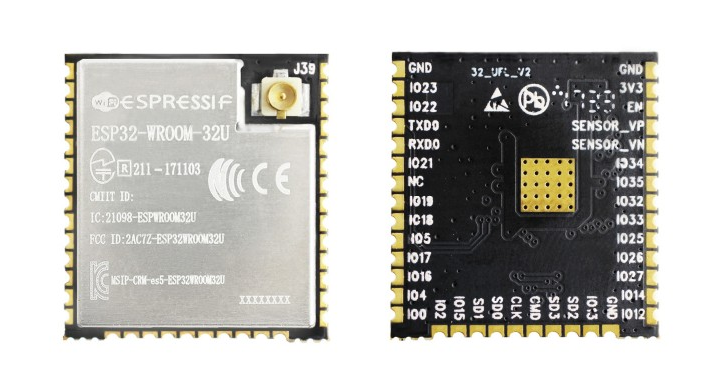 J39
WiFi ESPRESSIF
ESP32-WROOM-32U
R 211-171103
CMIIT ID:
IC:21098-ESPWROOM32U
FCC ID:2AC7Z-ESP32WROOM32U
MSIP-CRM-es5-ESP32WROOM32U
XXXXXXXX
32_UFL_V2
Pb
GND
IO23
IO22
TXD0
RXD0
IO21
NC
IO19
IO18
IO5
IO17
IO16
IO4
IO0
GND
3V3
EN
SENSOR_VP
SENSOR_VN
IO34
IO35
IO32
IO33
IO25
IO26
IO27
IO14
IO12
IO2
IO15
SD1
SD0
CLK
CMD
SD3
SD2
IO13
GND